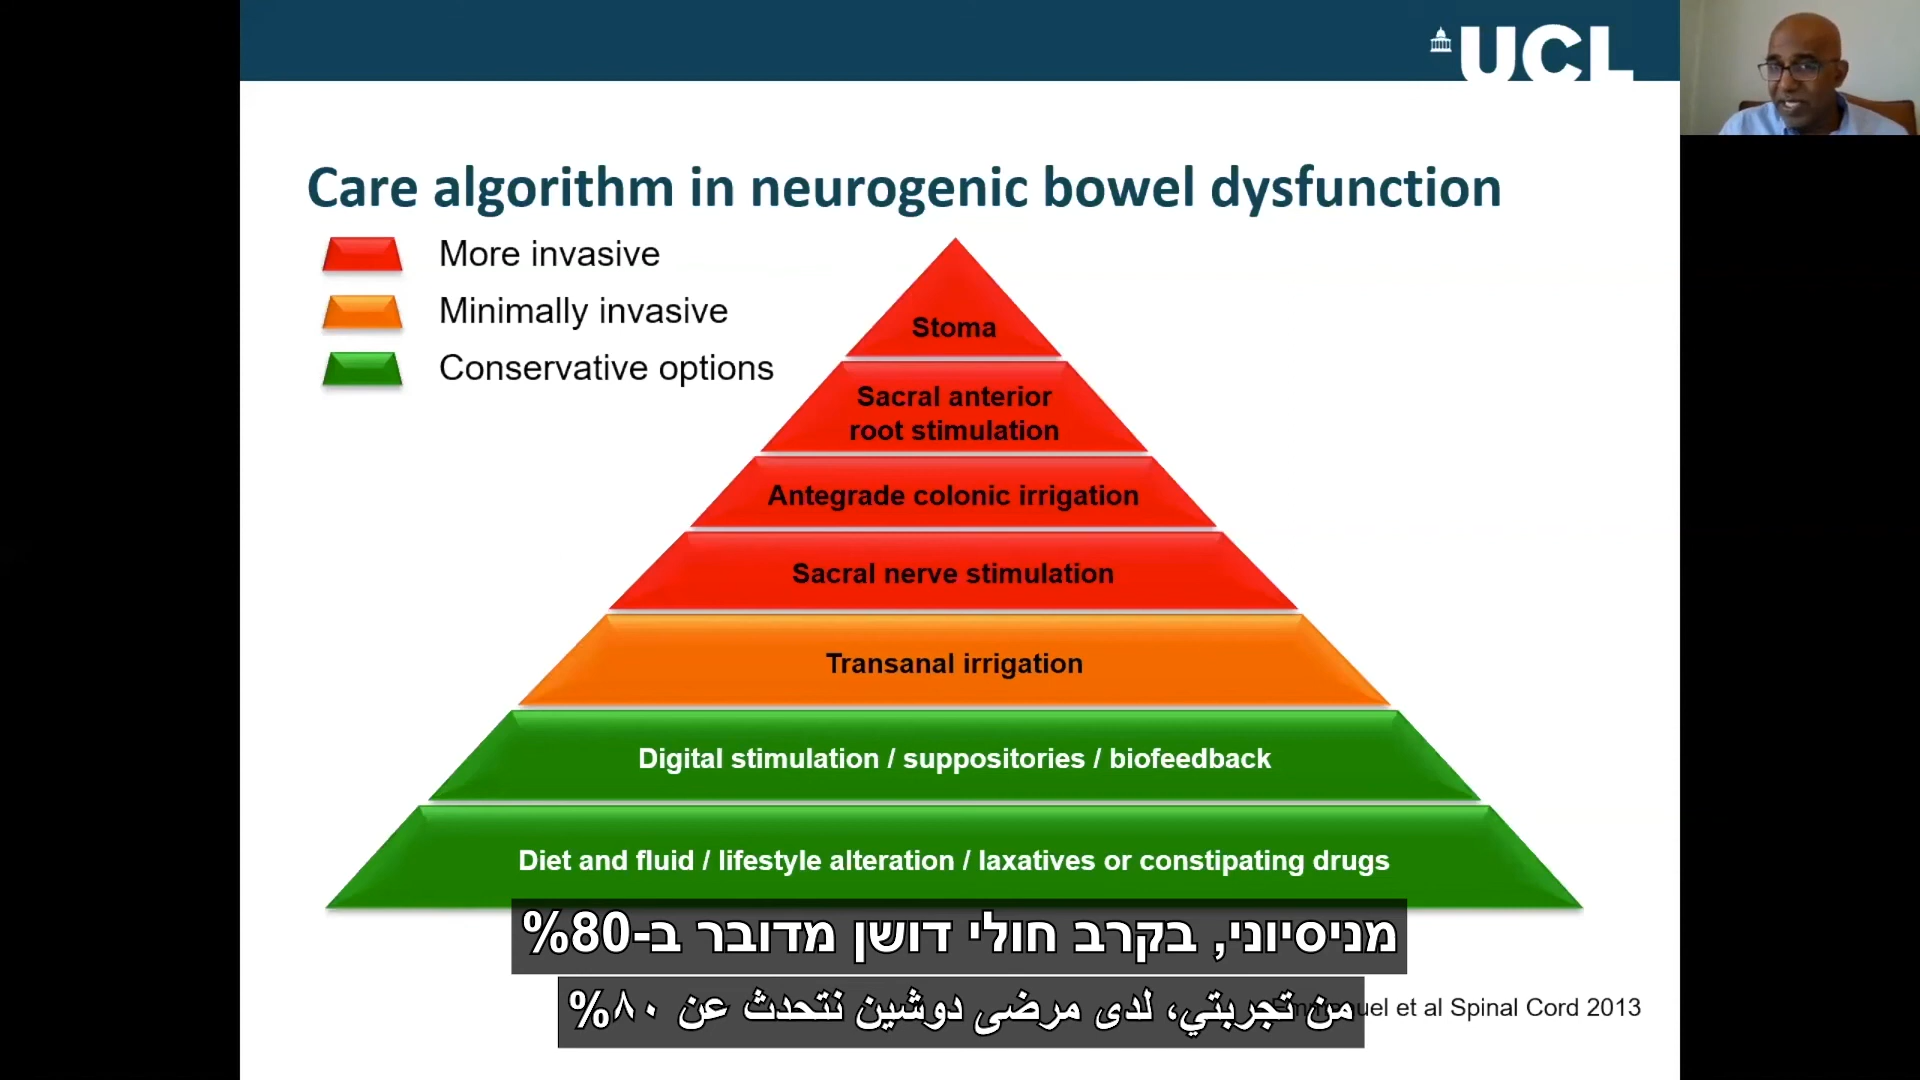 UCL
Care algorithm in neurogenic bowel dysfunction
More invasive
Minimally invasive
Conservative options
Stoma
Sacral anterior
root stimulation
Antegrade colonic irrigation
Sacral nerve stimulation
Transanal irrigation
Digital stimulation / suppositories / biofeedback
Diet and fluid / lifestyle alteration / laxatives or constipating drugs
מניסיוני, בקרב חולי דושן מדובר ב-80%
من تجربتي، لدى مرضى دوشين نتحدث عن ٨٠%
et al Spinal Cord 2013